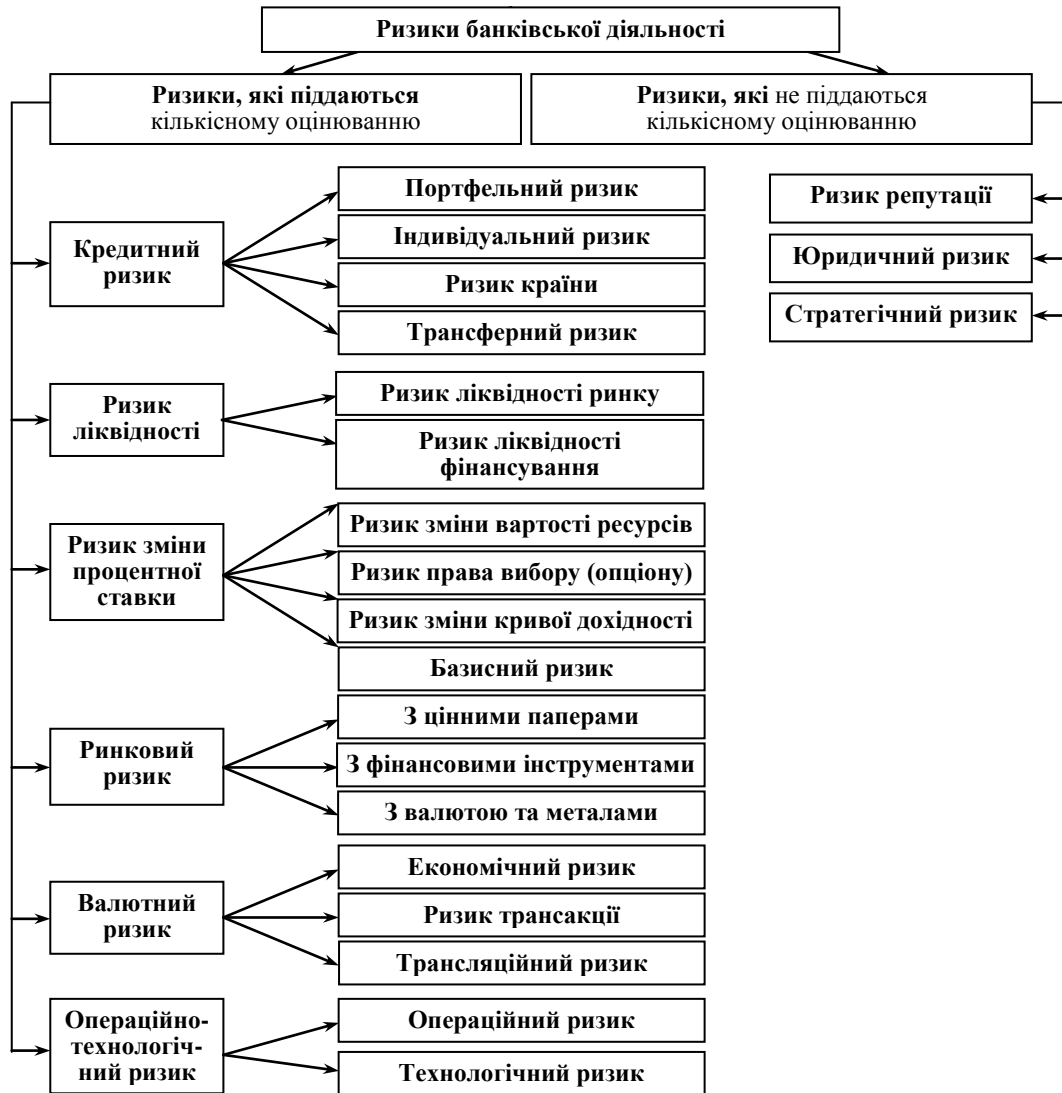 Ризики банківської діяльності
Ризики, які піддаються
кількісному оцінюванню
Ризики, які не піддаються
кількісному оцінюванню
Кредитний
ризик
Портфельний ризик
Індивідуальний ризик
Ризик країни
Трансферний ризик
Ризик репутації
Юридичний ризик
Стратегічний ризик
Ризик
ліквідності
Ризик ліквідності ринку
Ризик ліквідності
фінансування
Ризик зміни
процентної
ставки
Ризик зміни вартості ресурсів
Ризик права вибору (опціону)
Ризик зміни кривої дохідності
Базисний ризик
Ринковий
ризик
З цінними паперами
З фінансовими інструментами
З валютою та металами
Валютний
ризик
Економічний ризик
Ризик трансакції
Трансляційний ризик
Операційно-
технологіч-
ний ризик
Операційний ризик
Технологічний ризик